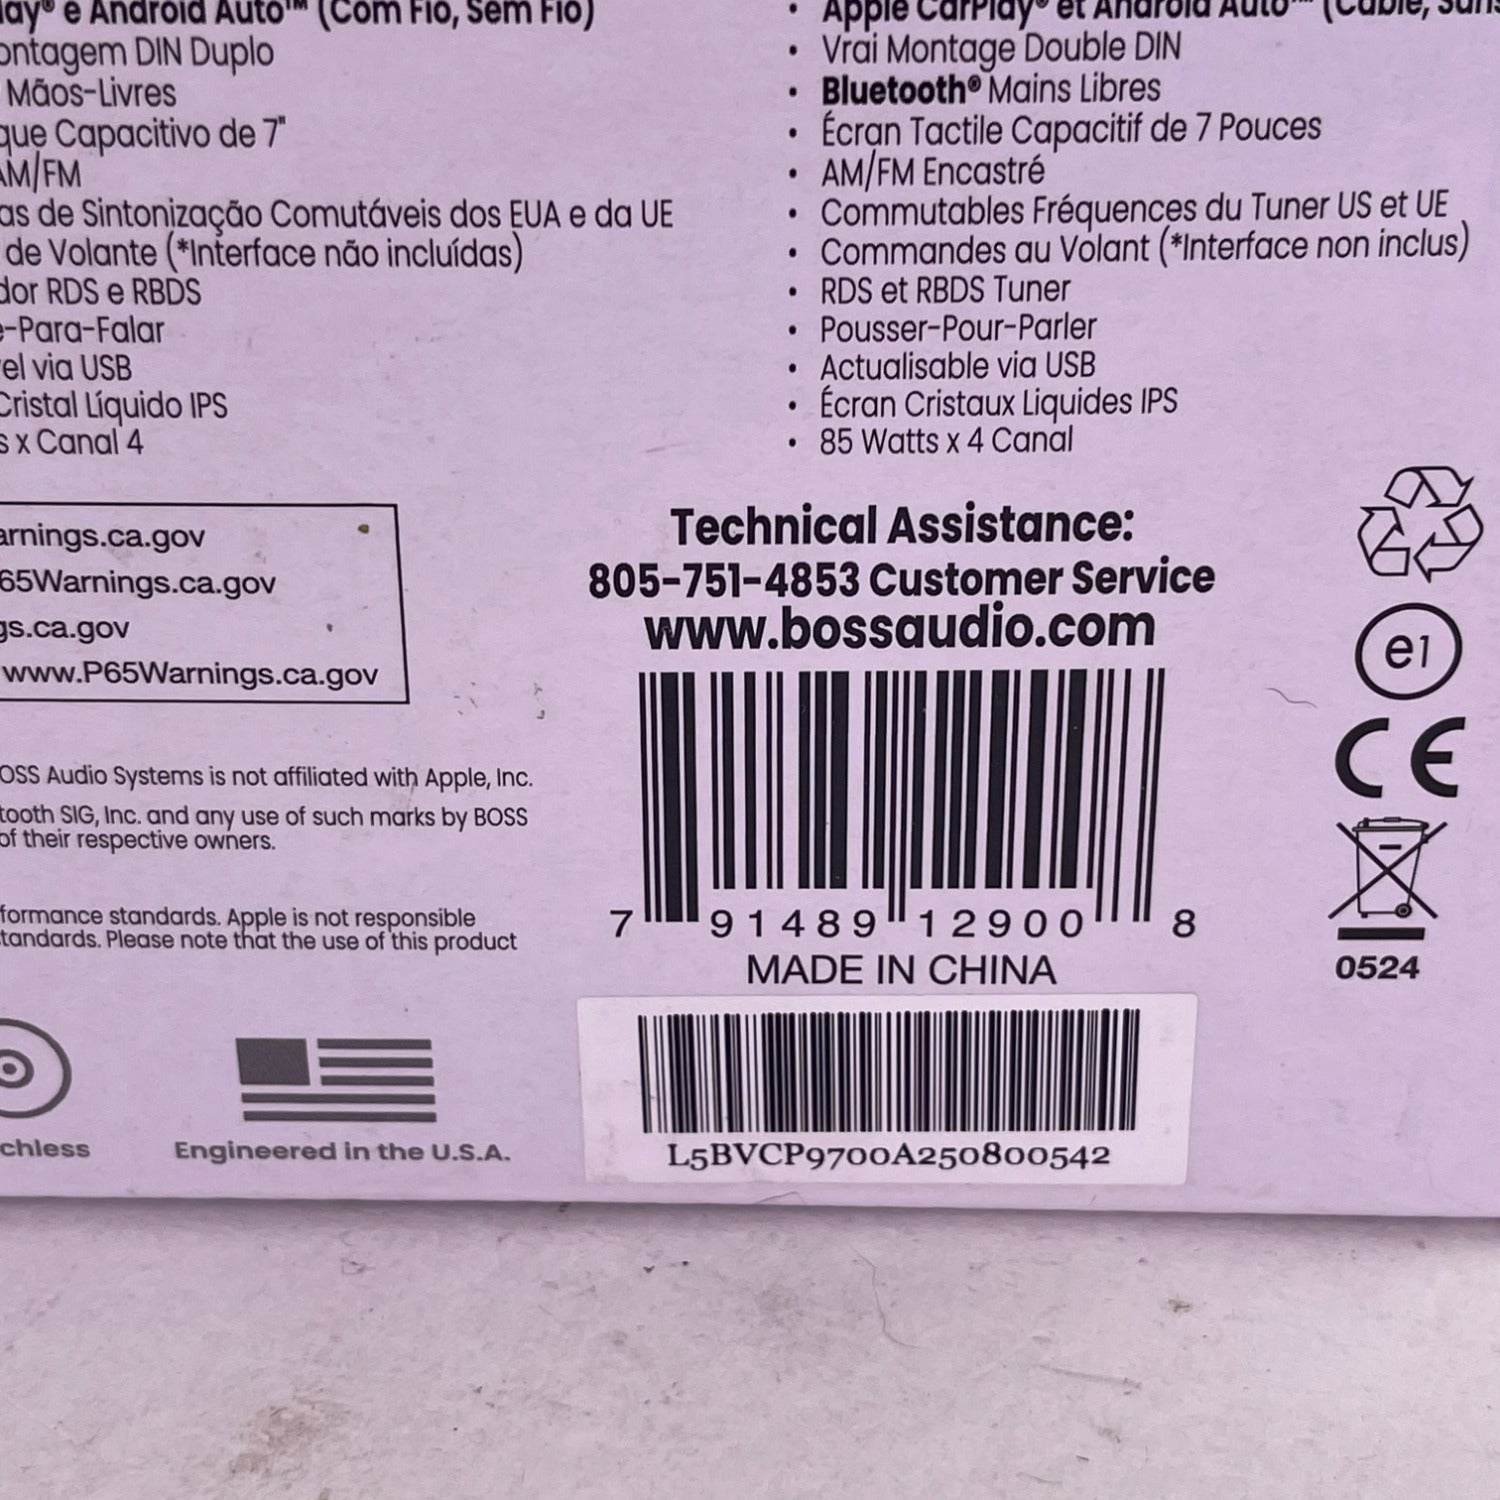 e Android Auto™ (Com Fio, Sem Fio)
DIN Duplo
Mãos-Livres
Capacitivo de 7"
AM/FM
de Sintonização Comutáveis dos EUA e da UE
de Volante (*Interface não incluídas)
RDS e RBDS
-Para-Falar
via USB
Cristal Líquido IPS
x Canal 4
• Apple CarPlay® et Android Auto™ (Cable,
• Vrai Montage Double DIN
• Bluetooth® Mains Libres
• Écran Tactile Capacitif de 7 Pouces
• AM/FM Encastré
• Commutables Fréquences du Tuner US et UE
• Commandes au Volant (*Interface non inclus)
• RDS et RBDS Tuner
• Pousser-Pour-Parler
• Actualisable via USB
• Écran Cristaux Liquides IPS
• 85 Watts x 4 Canal
arnings.ca.gov
65Warnings.ca.gov
gs.ca.gov
www.P65Warnings.ca.gov
Technical Assistance:
805-751-4853 Customer Service
www.bossaudio.com
OSS Audio Systems is not affiliated with Apple, Inc.
tooth SIG, Inc. and any use of such marks by BOSS
of their respective owners.
formance standards. Apple is not responsible
tandards. Please note that the use of this product
7 91489 12900 8
MADE IN CHINA
e1
CE
0524
chless
Engineered in the U.S.A.
L5BVCP9700A250800542